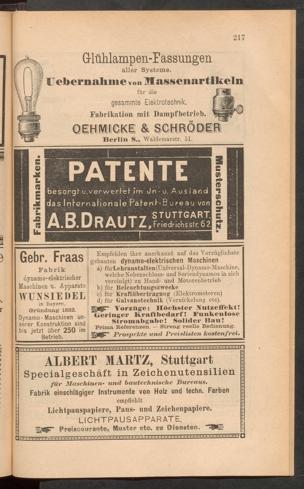 217
Glühlampen-Fassungen
aller Systeme.
Uebernahme von Massenartikeln
für die
gesammte Elektrotechnik.
Fabrikation mit Dampfbetrieb.
OEHMICKE & SCHRÖDER
Berlin S., Waldemarstr. 51.
Fabrikmarken.
PATENTE
besorgt u. verwertet im Jn- u. Ausland
das Internationale Patent-Bureau von
A.B. DRAUTZ, STUTTGART
Friedrichstr. 62
Musterschutz.
Gebr. Fraas
Fabrik
dynamo-elektrischer
Maschinen u. Apparate
WUNSIEDEL
in Bayern.
Gründung 1882.
Dynamo-Maschinen un-
serer Konstruktion sind
bis jetzt über 250 im
Betrieb.
Empfehlen ihre anerkannt auf das Vorzüglichste
gebauten dynamo-elektrischen Maschinen
a) für Lehranstalten (Universal-Dynamo-Maschine,
welche Nebenschluss- und Seriendynamo in sich
vereinigt) zu Hand- und Motorenbetrieb
b) für Beleuchtungszwecke
c) für Kraftübertragung (Elektromotoren)
d) für Galvanotechnik (Vernickelung etc).
Vorzüge: Höchster Nutzeffekt!
Geringer Kraftbedarf! Funkenlose
Stromabgabe! Solider Bau!
Prima Referenzen. — Streng reelle Bedienung.
Prospekte und Preislisten kostenfrei.
ALBERT MARTZ, Stuttgart
Specialgeschäft in Zeichenutensilien
für Maschinen- und bautechnische Bureaus.
Fabrik einschlägiger Instrumente von Holz und techn. Farben
empfiehlt
Lichtpauspapiere, Paus- und Zeichenpapiere,
LICHTPAUSAPPARATE.
Preiscourante, Muster etc. zu Diensten.